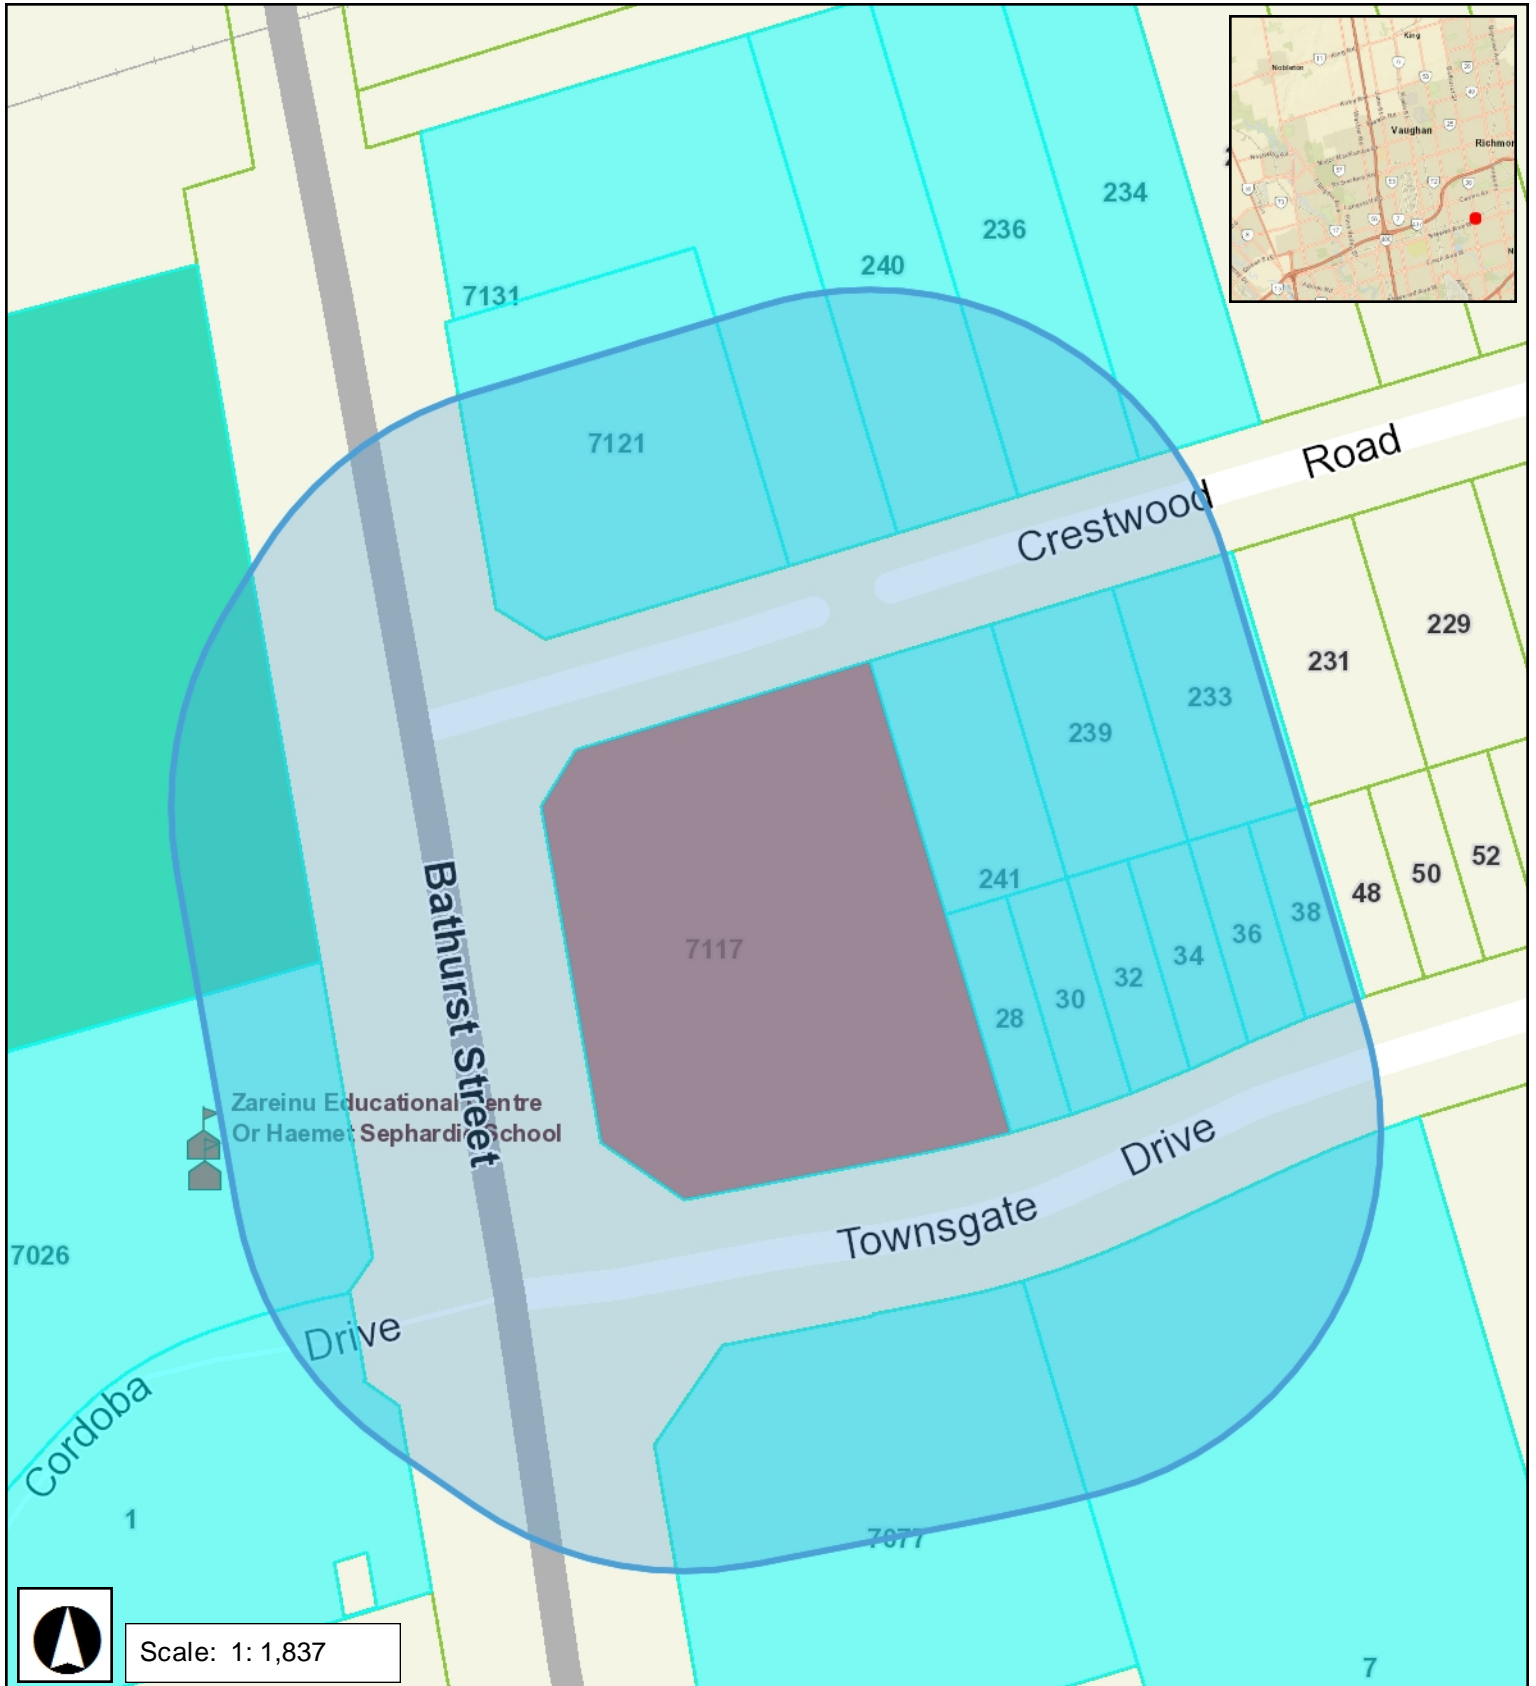 King
Nobleton
Vaughan
Richmor
234
236
240
7131
7121
Road
Crestwood
229
231
233
239
241
52
50
48
38
36
34
32
30
28
7117
Bathurst Street
Zareinu Educational Centre
Or Haemet Sephardic School
Drive
Townsgate
7026
Drive
Cordoba
1
7077
7
Scale: 1: 1,837